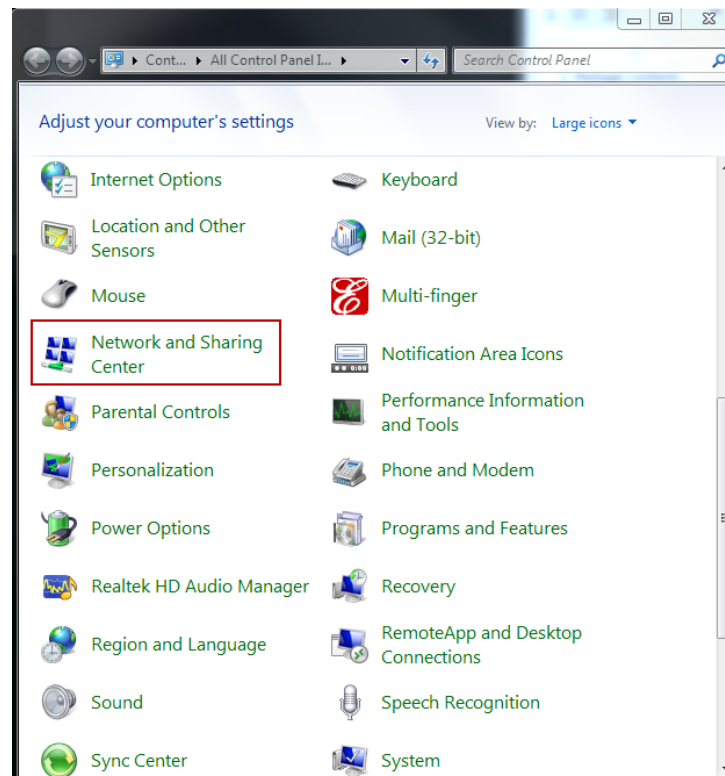 Cont... All Control Panel I... Search Control Panel
Adjust your computer's settings View by: Large icons
Internet Options Keyboard
Location and Other
Sensors
Mail (32-bit)
Mouse Multi-finger
Network and Sharing
Center
Notification Area Icons
Parental Controls
Performance Information
and Tools
Personalization Phone and Modem
Power Options Programs and Features
Realtek HD Audio Manager Recovery
Region and Language
RemoteApp and Desktop
Connections
Sound Speech Recognition
Sync Center System